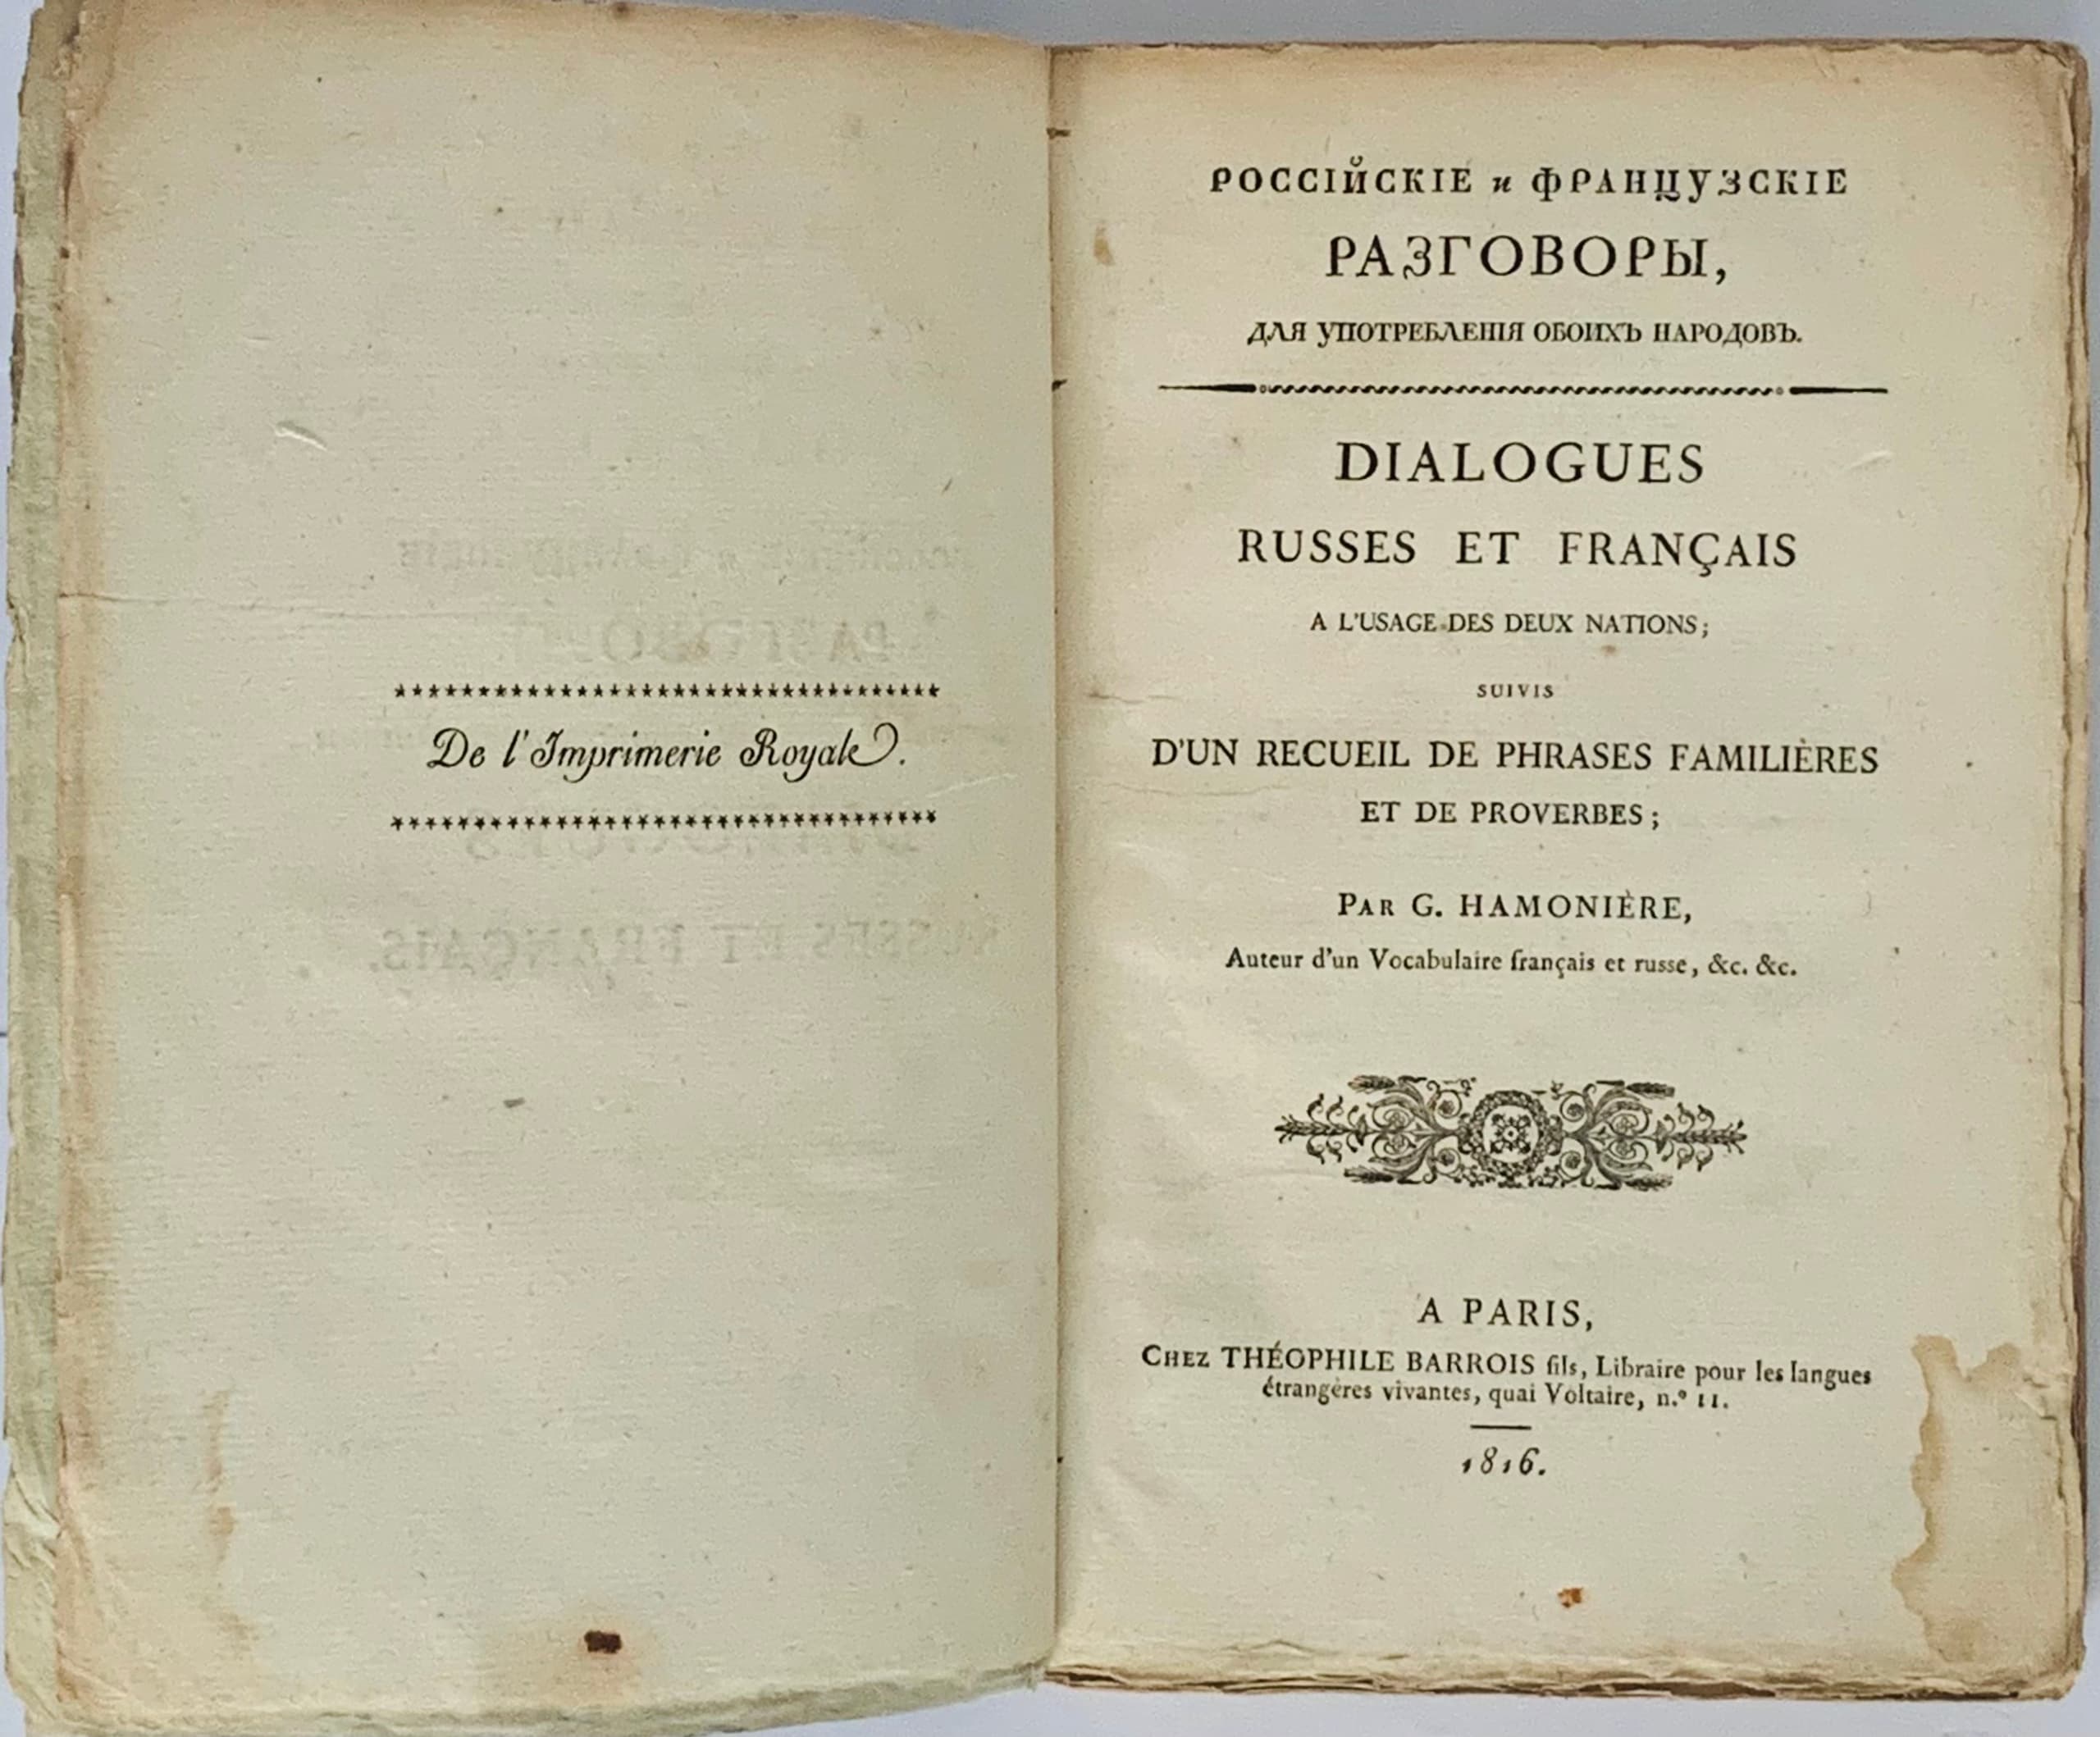 De l'Imprimerie Royale.
РОССІЙСКІЕ и ФРАНЦУЗСКІЕ
РАЗГОВОРЫ,
ДЛЯ УПОТРЕБЛЕНІЯ ОБОИХЪ НАРОДОВЪ.
DIALOGUES
RUSSES ET FRANÇAIS
A L'USAGE DES DEUX NATIONS;
SUIVIS
D'UN RECUEIL DE PHRASES FAMILIÈRES
ET DE PROVERBES;
PAR G. HAMONIÈRE,
Auteur d'un Vocabulaire français et russe, &c. &c.
A PARIS,
CHEZ THÉOPHILE BARROIS fils, Libraire pour les langues
étrangères vivantes, quai Voltaire, n.º 11.
1816.